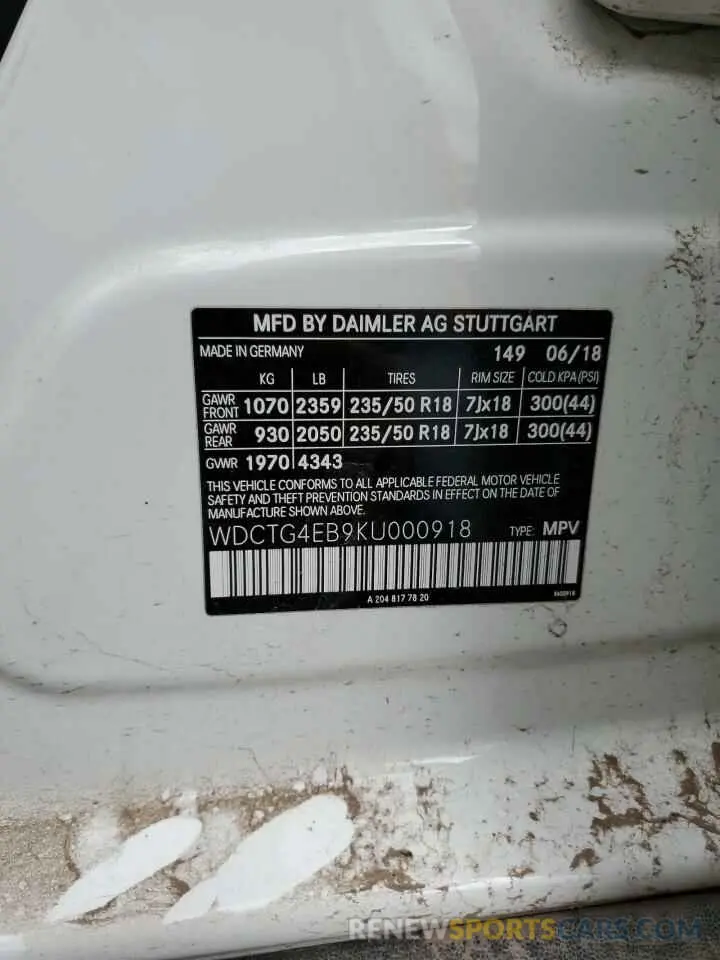 MFD BY DAIMLER AG STUTTGART
MADE IN GERMANY 149 06/18
KG LB TIRES RIM SIZE COLD KPA(PSI)
GAWR FRONT 1070 2359 235/50 R18 7Jx18 300(44)
GAWR REAR 930 2050 235/50 R18 7Jx18 300(44)
GVWR 1970 4343
THIS VEHICLE CONFORMS TO ALL APPLICABLE FEDERAL MOTOR VEHICLE
SAFETY AND THEFT PREVENTION STANDARDS IN EFFECT ON THE DATE OF
MANUFACTURE SHOWN ABOVE.
WDCTG4EB9KU000918 TYPE: MPV
A 204 817 78 20
RENEWSPORTSCARS.COM